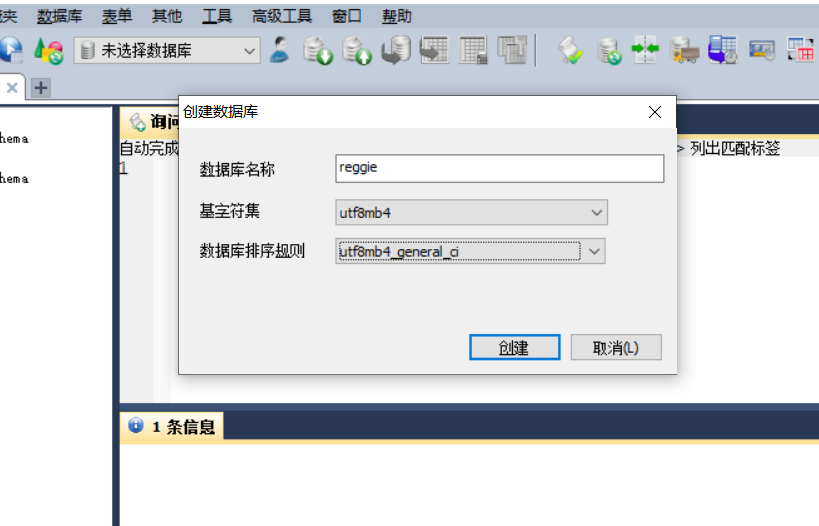 夹 数据库 表单 其他 工具 高级工具 窗口 帮助
未选择数据库
创建数据库
hema
询问
自动完成
> 列出匹配标签
1
数据库名称 reggie
hema
基字符集 utf8mb4
数据库排序规则 utf8mb4_general_ci
创建 取消(L)
1 条信息